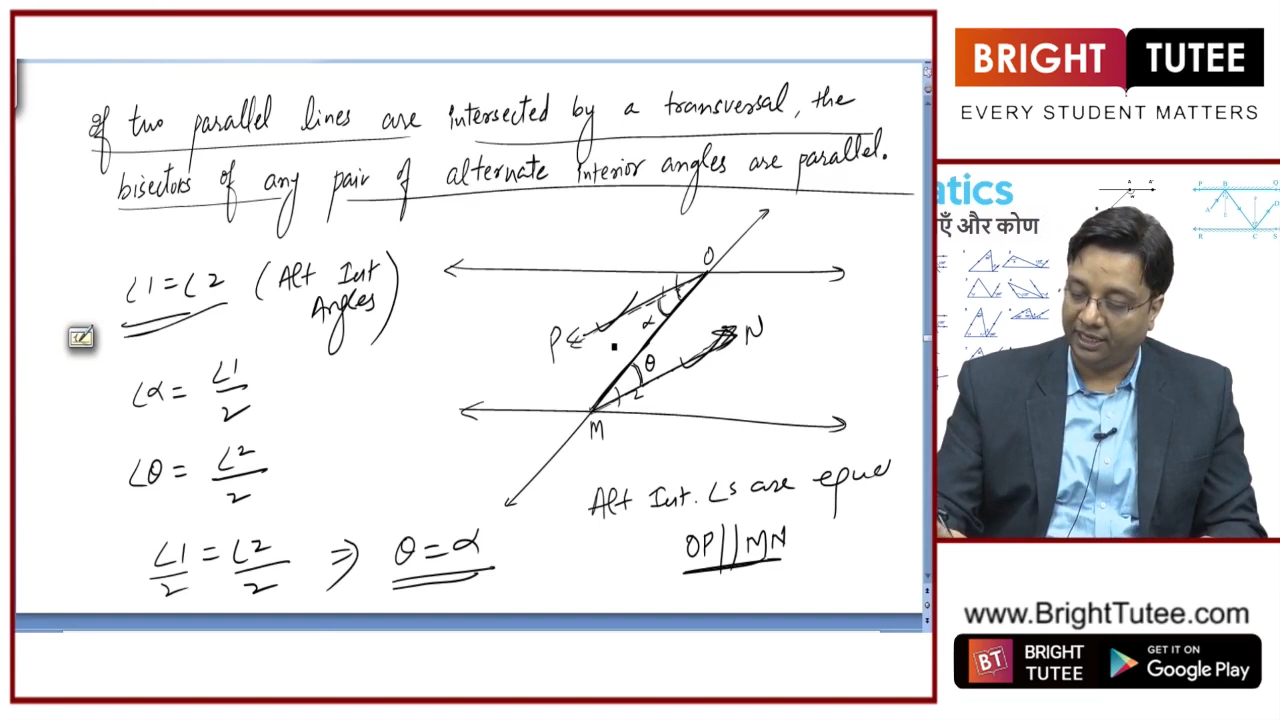 If two parallel lines are intersected by a transversal, the
bisectors of any pair of alternate interior angles are parallel.
∠1 = ∠2 (Alt Int
Angles)
∠α = ∠1/2
∠θ = ∠2/2
∠1/2 = ∠2/2 ⇒ θ = α
O
1
α
P
N
θ
2
M
Alt Int. ∠s are equal
OP || MN
BRIGHT TUTEE
EVERY STUDENT MATTERS
atics
एँ और कोण
P B Q
A
D
R C S
www.BrightTutee.com
BT
BRIGHT
TUTEE
GET IT ON
Google Play